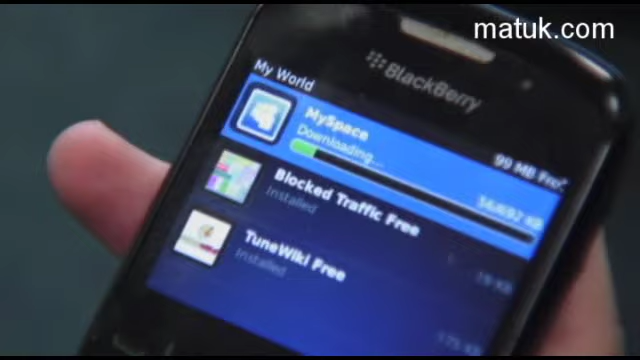 matuk.com
BlackBerry
My World
99 MB Free
MySpace
Downloading...
Blocked Traffic Free
Installed
TuneWiki Free
Installed